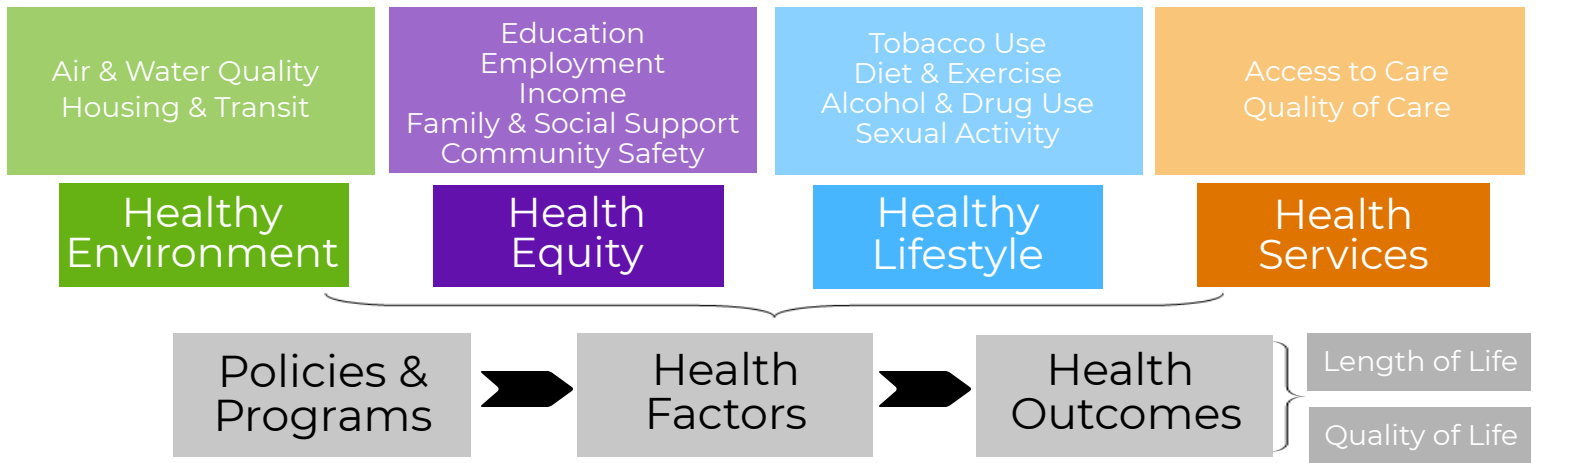 Air & Water Quality
Housing & Transit
Healthy
Environment
Education
Employment
Income
Family & Social Support
Community Safety
Health
Equity
Tobacco Use
Diet & Exercise
Alcohol & Drug Use
Sexual Activity
Healthy
Lifestyle
Access to Care
Quality of Care
Health
Services
Policies &
Programs
Health
Factors
Health
Outcomes
Length of Life
Quality of Life